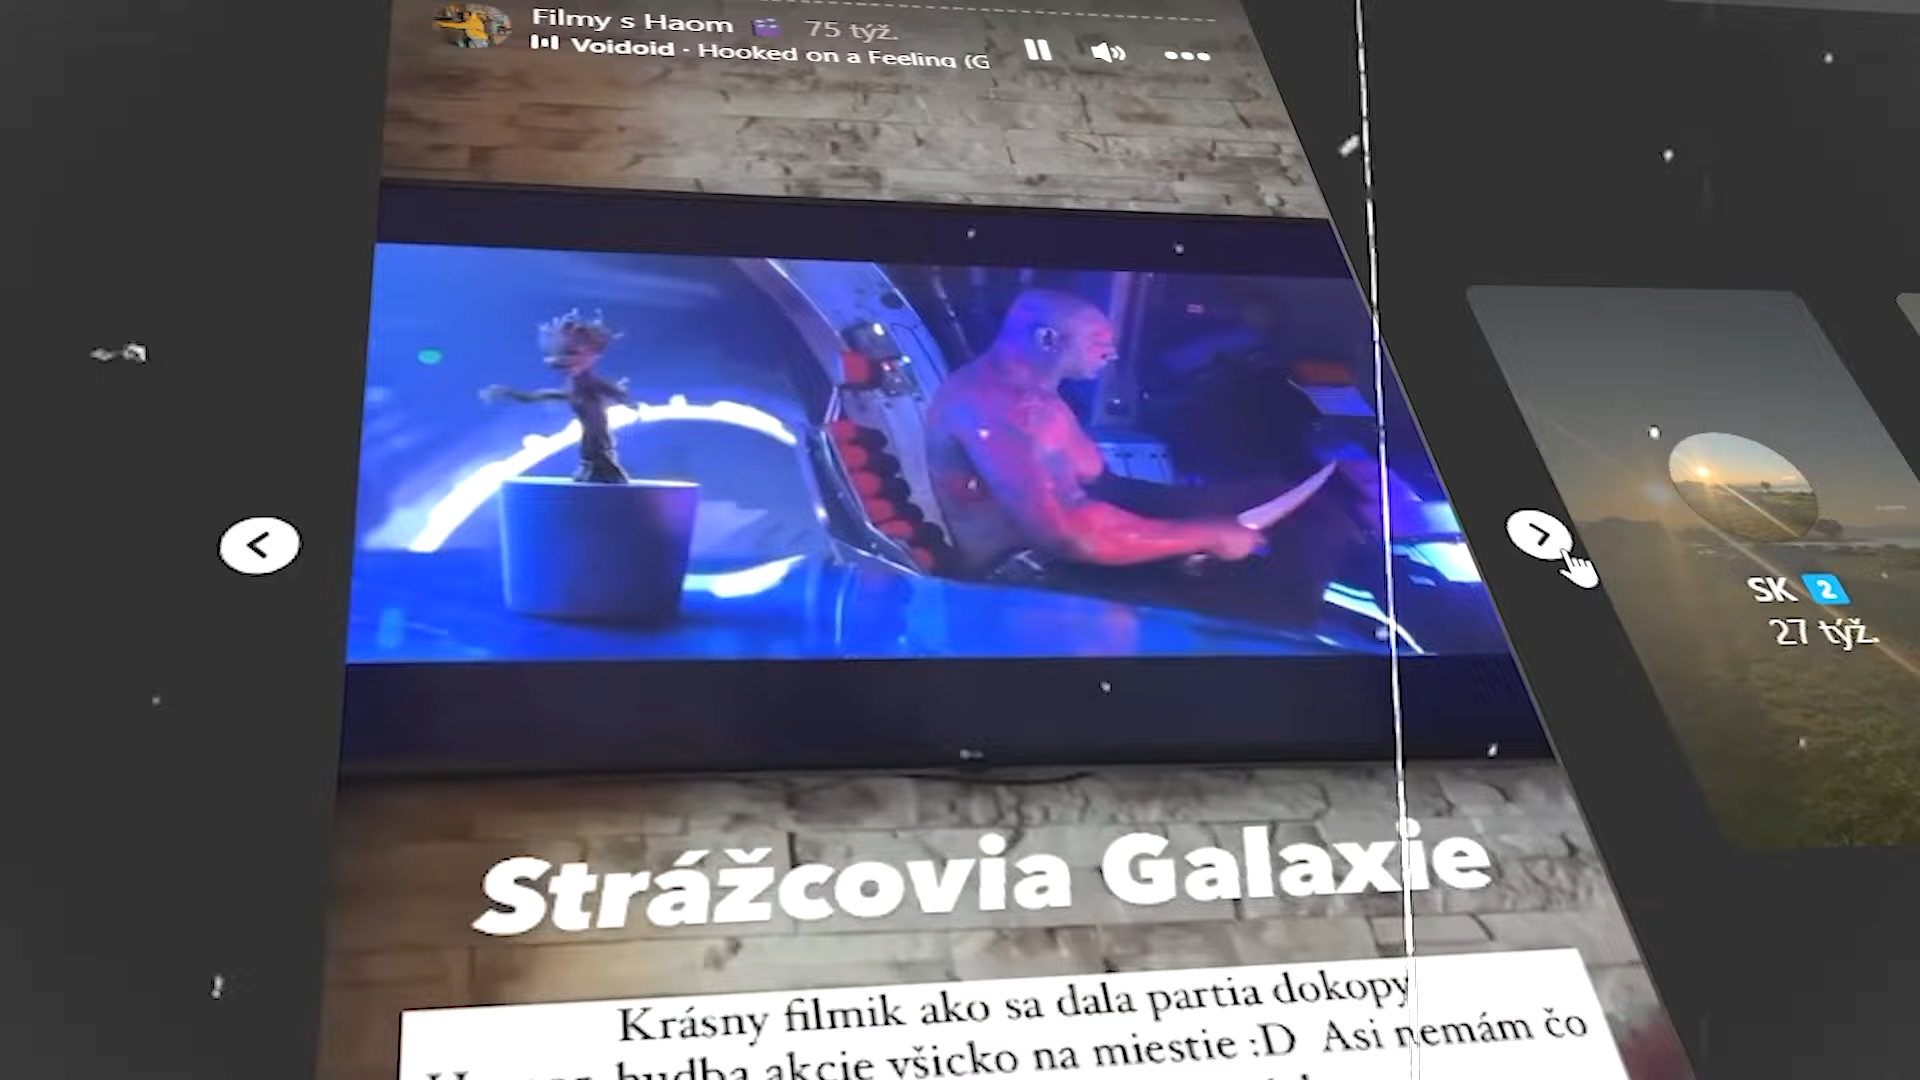 Filmy s Haom 75 týž.
Voidoid · Hooked on a Feeling (G
SK 2
27 týž.
Strážcovia Galaxie
Krásny filmik ako sa dala partia dokopy
hudba akcie všicko na miestie :D Asi nemám čo